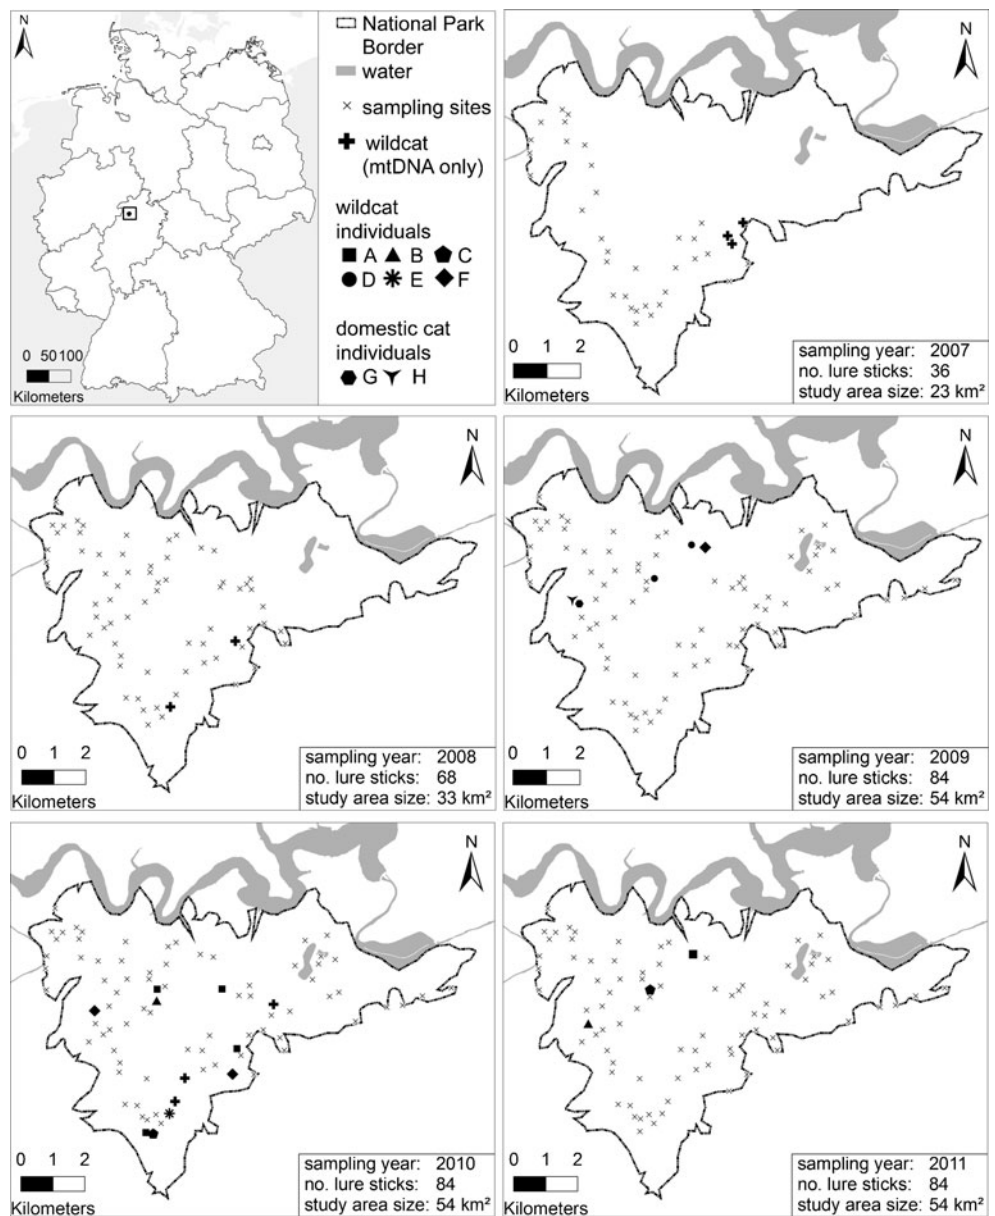 N
0 50 100
Kilometers
National Park
Border
water
sampling sites
wildcat
(mtDNA only)
wildcat
individuals
A B C
D E F
domestic cat
individuals
G H
N
0 1 2
Kilometers
sampling year: 2007
no. lure sticks: 36
study area size: 23 km²
N
0 1 2
Kilometers
sampling year: 2008
no. lure sticks: 68
study area size: 33 km²
N
0 1 2
Kilometers
sampling year: 2009
no. lure sticks: 84
study area size: 54 km²
N
0 1 2
Kilometers
sampling year: 2010
no. lure sticks: 84
study area size: 54 km²
N
0 1 2
Kilometers
sampling year: 2011
no. lure sticks: 84
study area size: 54 km²